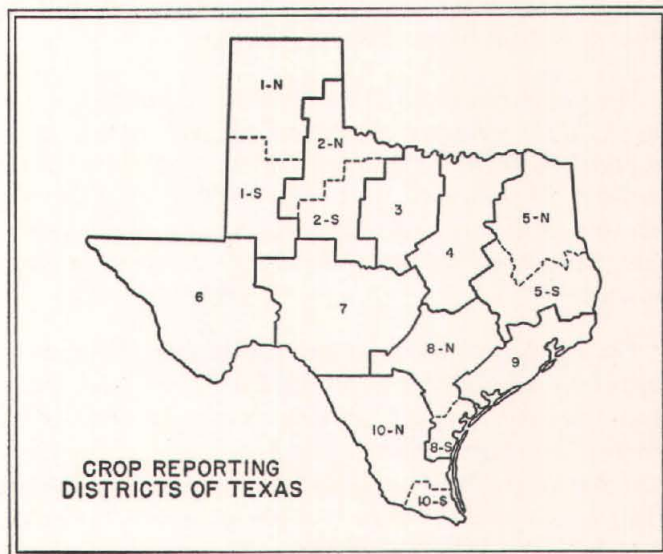 1-N
2-N
1-S
2-S
3
4
5-N
5-S
6
7
8-N
9
10-N
8-S
10-S
CROP REPORTING
DISTRICTS OF TEXAS